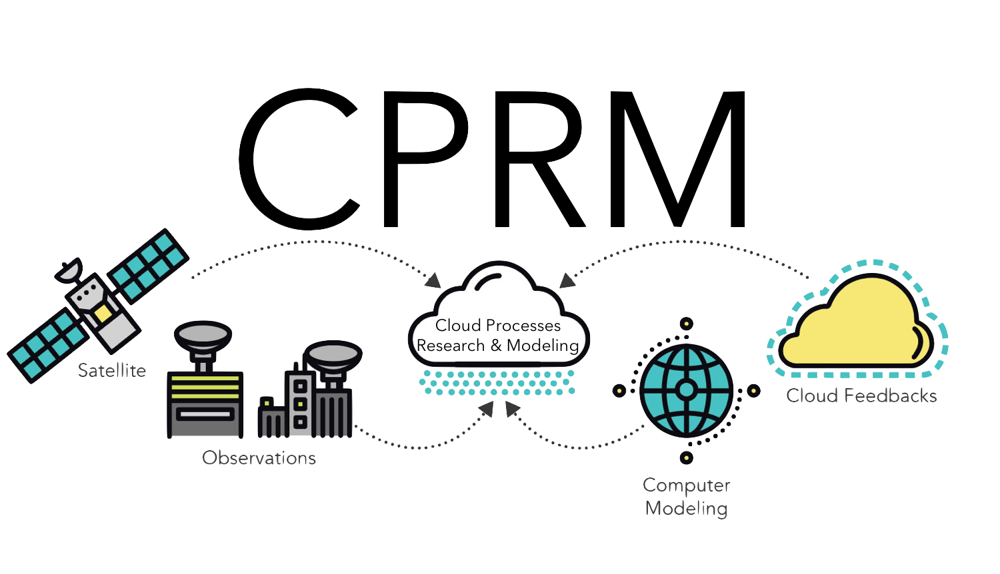 CPRM
Cloud Processes
Research & Modeling
Satellite
Observations
Computer
Modeling
Cloud Feedbacks